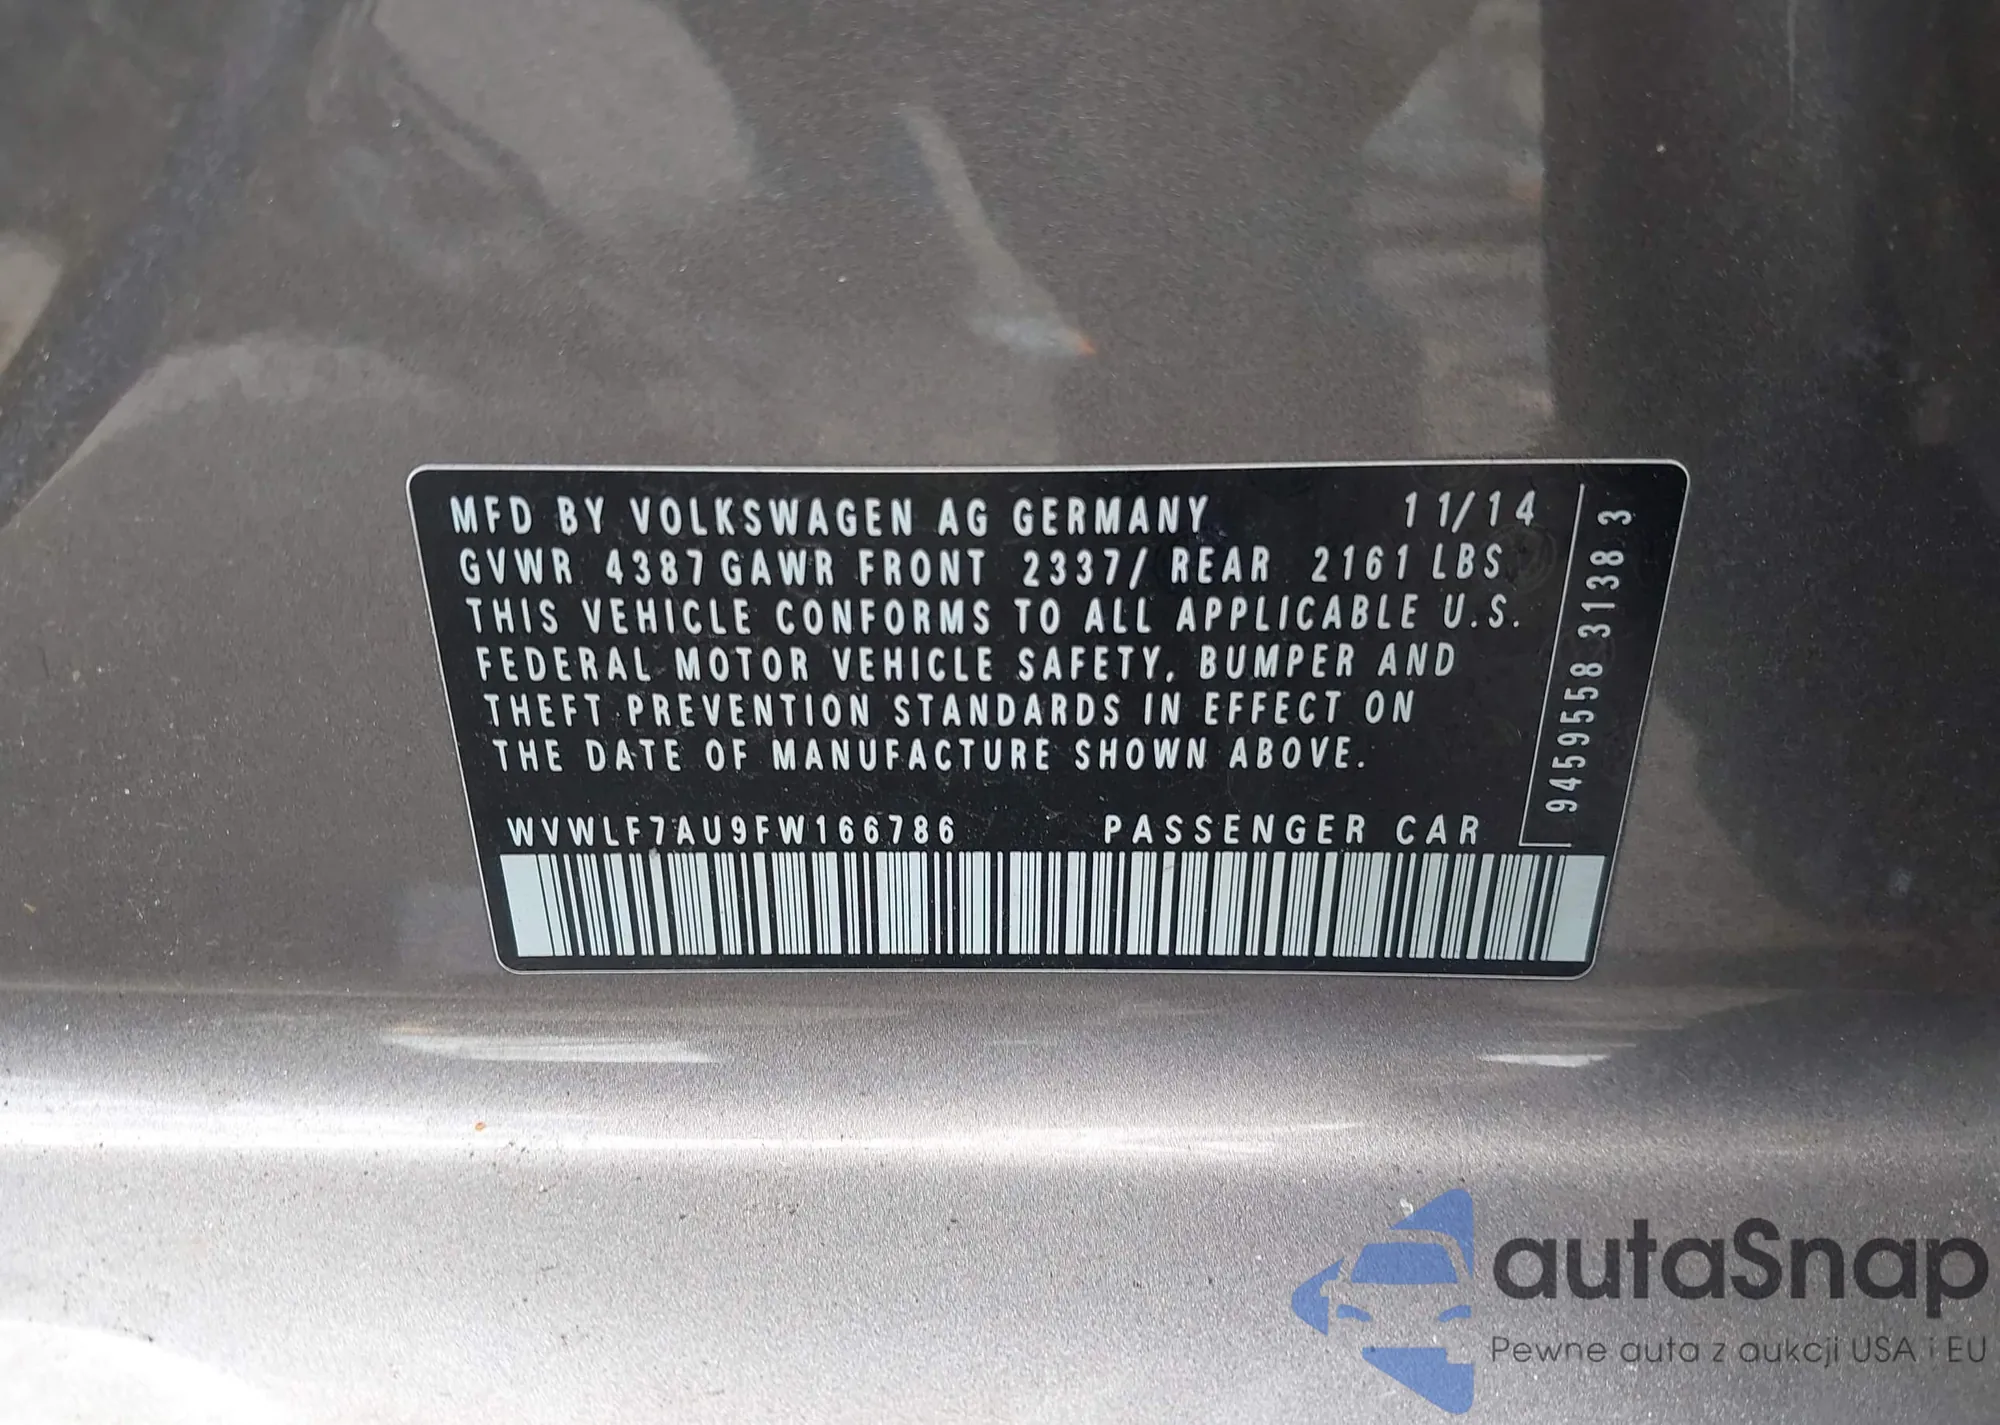 MFD BY VOLKSWAGEN AG GERMANY 11/14
GVWR 4387 GAWR FRONT 2337/ REAR 2161 LBS
THIS VEHICLE CONFORMS TO ALL APPLICABLE U.S.
FEDERAL MOTOR VEHICLE SAFETY, BUMPER AND
THEFT PREVENTION STANDARDS IN EFFECT ON
THE DATE OF MANUFACTURE SHOWN ABOVE.
WVWLF7AU9FW166786 PASSENGER CAR
9459558 3138 3
autaSnap
Pewne auta z aukcji USA i EU